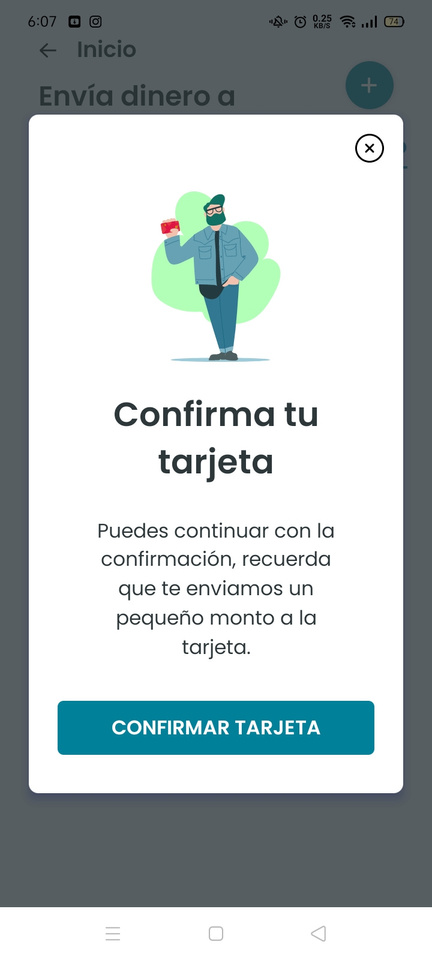 6:07
0.25
KB/S
74
Inicio
Envía dinero a
Confirma tu
tarjeta
Puedes continuar con la
confirmación, recuerda
que te enviamos un
pequeño monto a la
tarjeta.
CONFIRMAR TARJETA